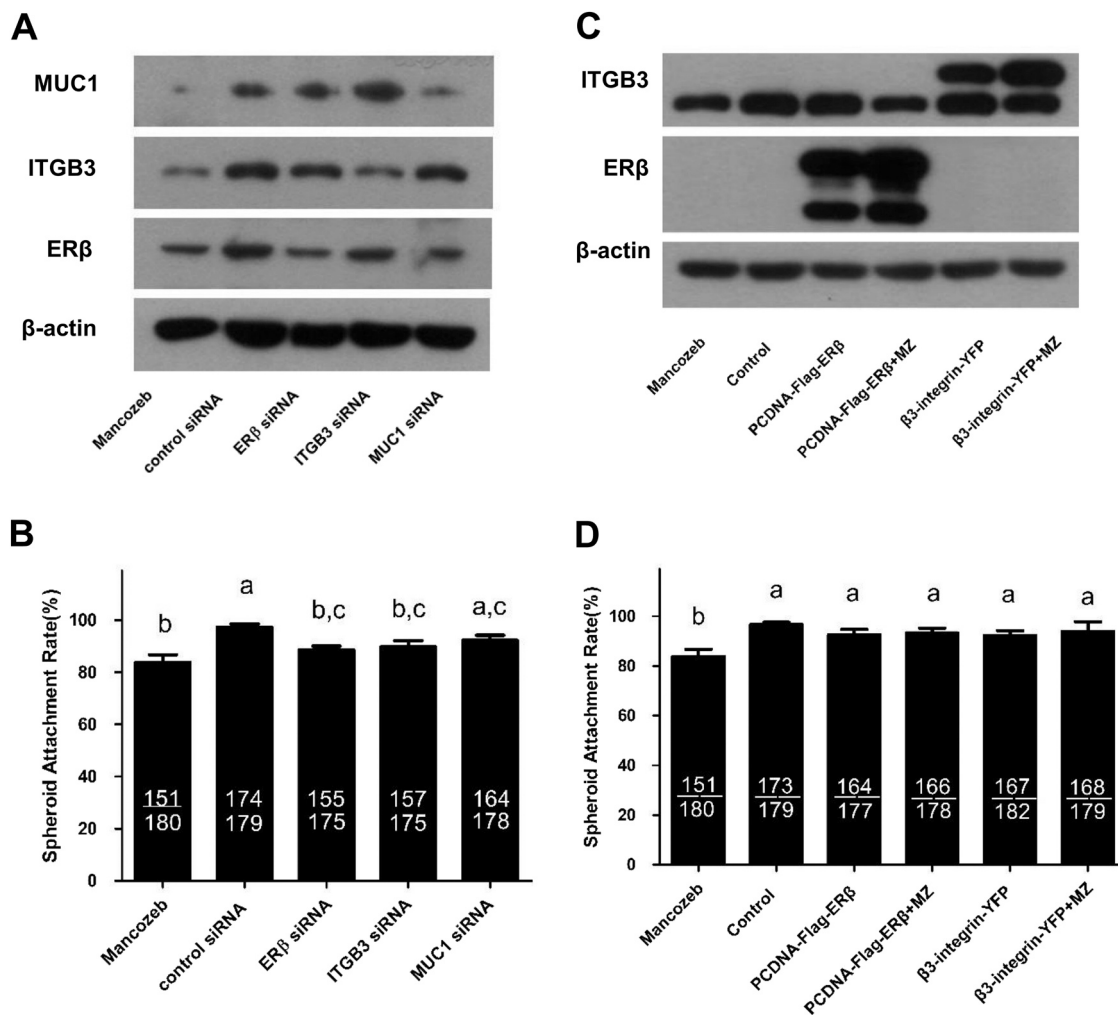 A
MUC1
ITGB3
ERβ
β-actin
Mancozeb
control siRNA
ERβ siRNA
ITGB3 siRNA
MUC1 siRNA
C
ITGB3
ERβ
β-actin
Mancozeb
Control
PCDNA-Flag-ERβ
PCDNA-Flag-ERβ+MZ
β3-integrin-YFP
β3-integrin-YFP+MZ
B
Spheroid Attachment Rate(%)
100
80
60
40
20
0
b
a
b,c
b,c
a,c
151
180
174
179
155
175
157
175
164
178
Mancozeb
control siRNA
ERβ siRNA
ITGB3 siRNA
MUC1 siRNA
D
Spheroid Attachment Rate(%)
100
80
60
40
20
0
b
a
a
a
a
a
151
180
173
179
164
177
166
178
167
182
168
179
Mancozeb
Control
PCDNA-Flag-ERβ
PCDNA-Flag-ERβ+MZ
β3-integrin-YFP
β3-integrin-YFP+MZ